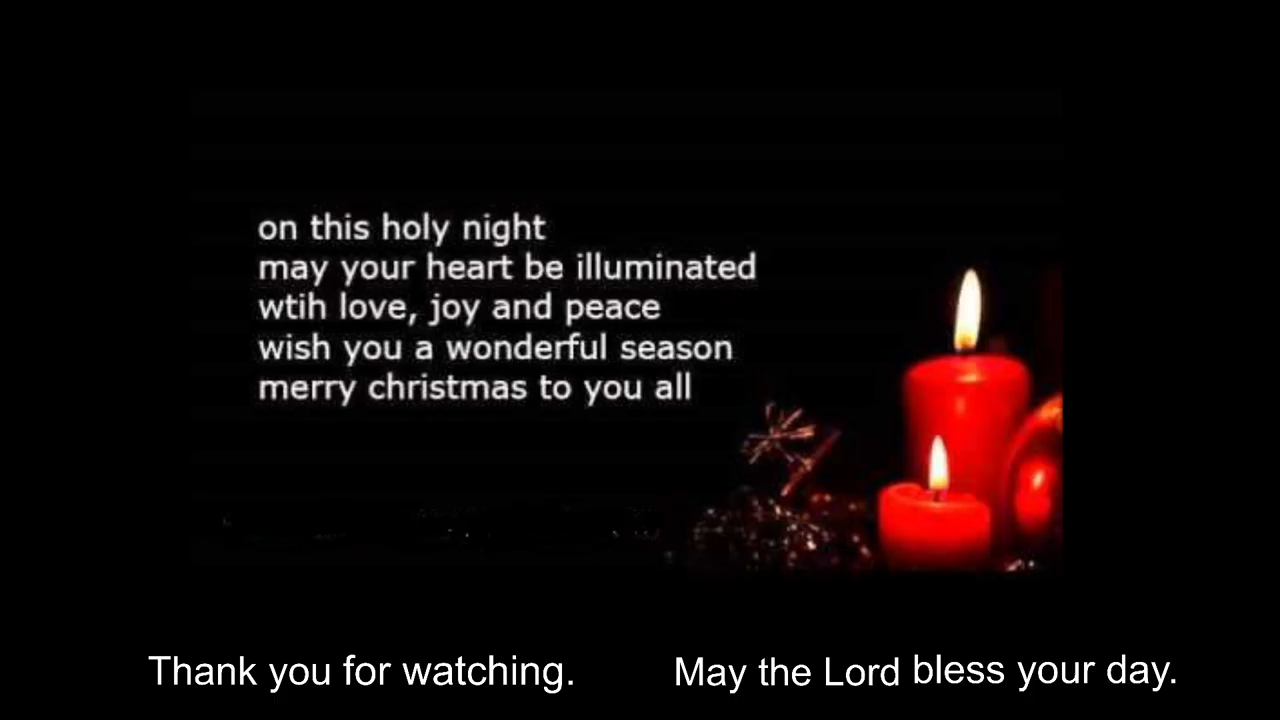 on this holy night
may your heart be illuminated
wtih love, joy and peace
wish you a wonderful season
merry christmas to you all
Thank you for watching. May the Lord bless your day.